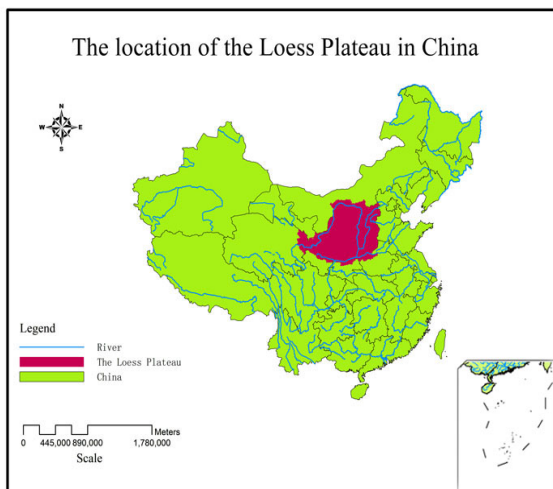 The location of the Loess Plateau in China
N
W E
S
Legend
River
The Loess Plateau
China
Meters
0 445,000 890,000 1,780,000
Scale